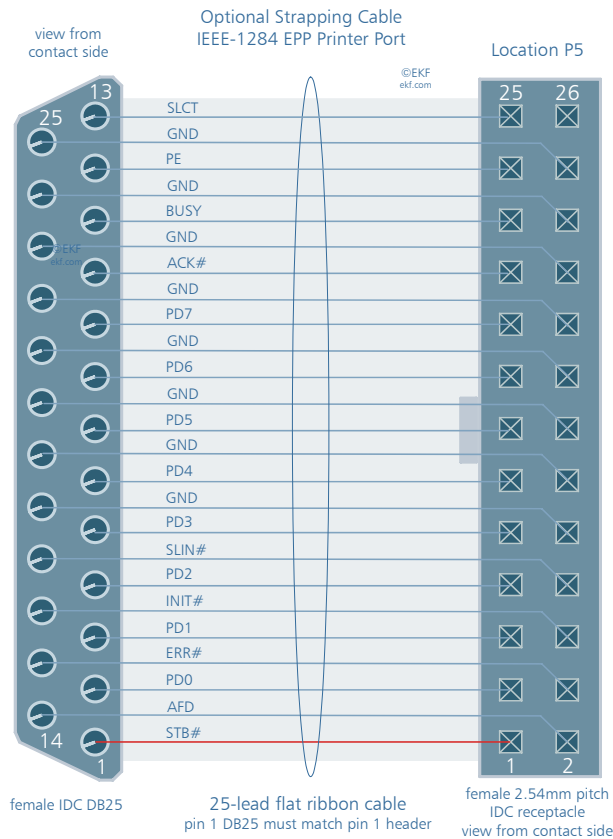 Optional Strapping Cable
IEEE-1284 EPP Printer Port
view from
contact side
Location P5
©EKF
ekf.com
13
25
25 26
SLCT
GND
PE
GND
BUSY
GND
©EKF
ekf.com
ACK#
GND
PD7
GND
PD6
GND
PD5
GND
PD4
GND
PD3
SLIN#
PD2
INIT#
PD1
ERR#
PD0
AFD
STB#
14
1
1 2
female IDC DB25
25-lead flat ribbon cable
pin 1 DB25 must match pin 1 header
female 2.54mm pitch
IDC receptacle
view from contact side